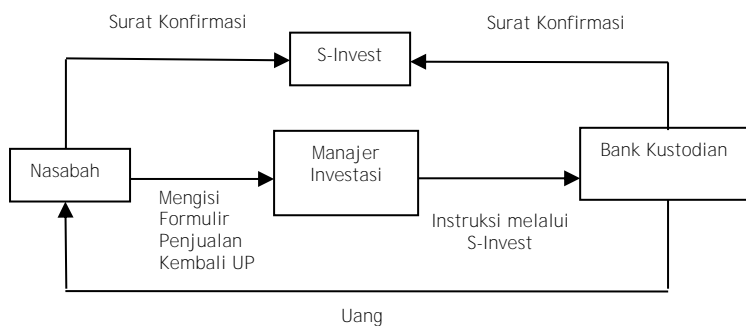 Surat Konfirmasi
Surat Konfirmasi
S-Invest
Nasabah
Manajer
Investasi
Bank Kustodian
Mengisi
Formulir
Penjualan
Kembali UP
Instruksi melalui
S-Invest
Uang